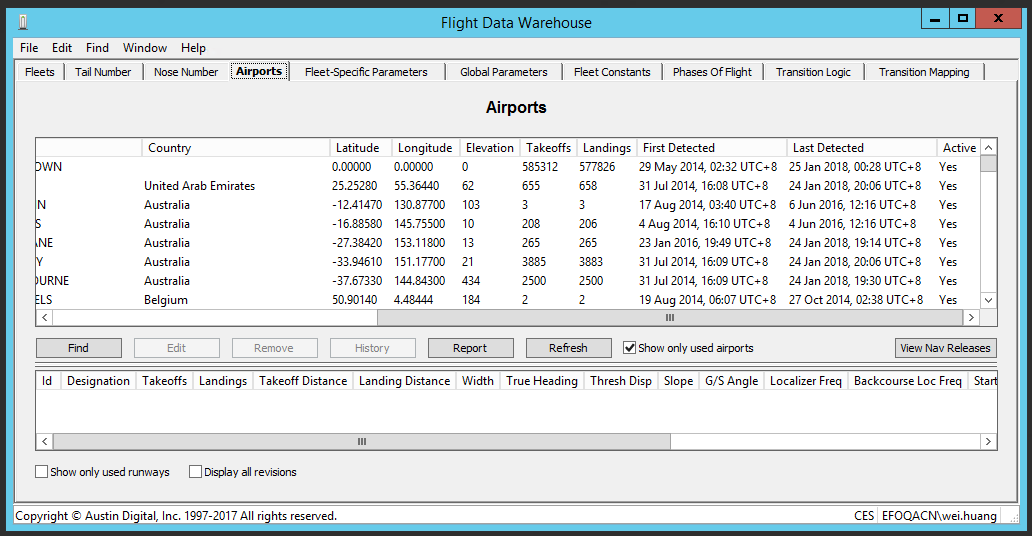 Flight Data Warehouse
File Edit Find Window Help
Fleets Tail Number Nose Number Airports Fleet-Specific Parameters Global Parameters Fleet Constants Phases Of Flight Transition Logic Transition Mapping
Airports
Country Latitude Longitude Elevation Takeoffs Landings First Detected Last Detected Active
OWN 0.00000 0.00000 0 585312 577826 29 May 2014, 02:32 UTC+8 25 Jan 2018, 00:28 UTC+8 Yes
United Arab Emirates 25.25280 55.36440 62 655 658 31 Jul 2014, 16:08 UTC+8 24 Jan 2018, 20:06 UTC+8 Yes
N Australia -12.41470 130.87700 103 3 3 17 Aug 2014, 03:40 UTC+8 6 Jun 2016, 12:16 UTC+8 Yes
S Australia -16.88580 145.75500 10 208 206 4 Aug 2014, 16:10 UTC+8 4 Jun 2016, 12:16 UTC+8 Yes
ANE Australia -27.38420 153.11800 13 265 265 23 Jan 2016, 19:49 UTC+8 24 Jan 2018, 19:14 UTC+8 Yes
Y Australia -33.94610 151.17700 21 3885 3883 31 Jul 2014, 16:09 UTC+8 24 Jan 2018, 20:06 UTC+8 Yes
OURNE Australia -37.67330 144.84300 434 2500 2500 31 Jul 2014, 16:09 UTC+8 24 Jan 2018, 19:30 UTC+8 Yes
ELS Belgium 50.90140 4.48444 184 2 2 19 Aug 2014, 06:07 UTC+8 27 Oct 2014, 02:38 UTC+8 Yes
Find Edit Remove History Report Refresh Show only used airports View Nav Releases
Id Designation Takeoffs Landings Takeoff Distance Landing Distance Width True Heading Thresh Disp Slope G/S Angle Localizer Freq Backcourse Loc Freq Start
Show only used runways Display all revisions
Copyright © Austin Digital, Inc. 1997-2017 All rights reserved. CES EFOQACN\wei.huang